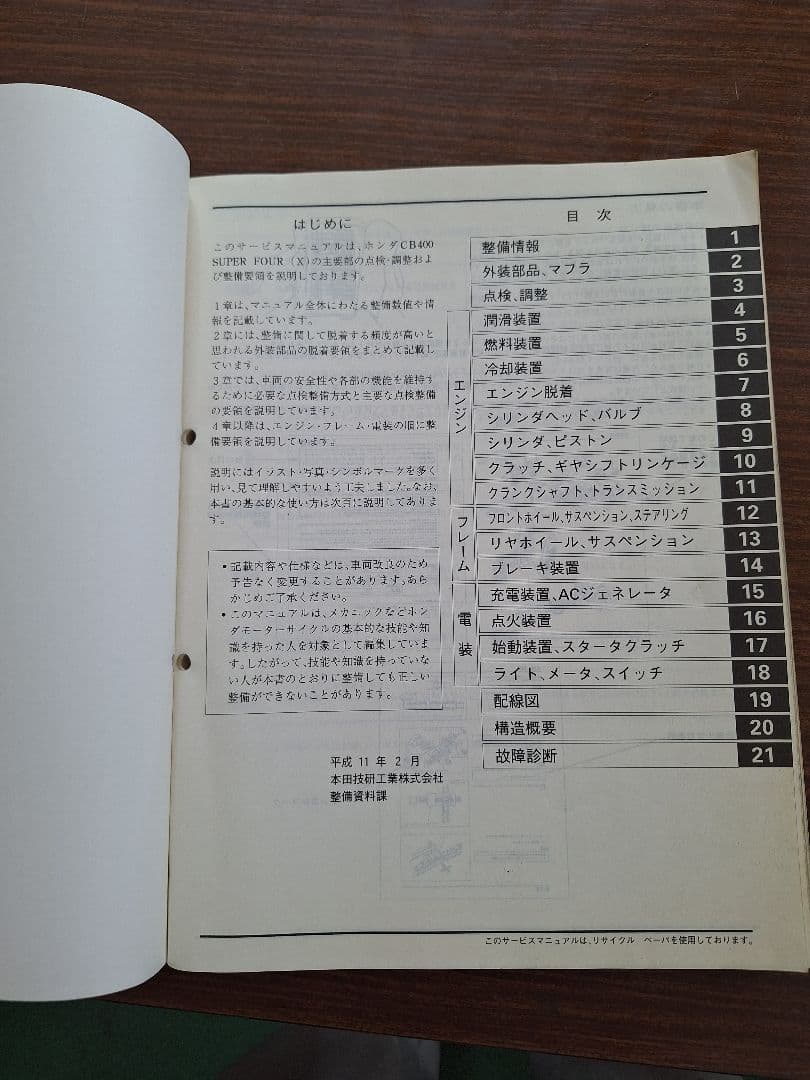 はじめに
このサービスマニュアルは、ホンダCB400
SUPER FOUR（X）の主要部の点検・調整およ
び整備要領を説明しております。
1章は、マニュアル全体にわたる整備数値や情
報を記載しています。
2章には、整備に関して脱着する頻度が高いと
思われる外装部品の脱着要領をまとめて記載し
ています。
3章では、車両の安全性や各部の機能を維持す
るために必要な点検整備方式と主要な点検整備
の要領を説明しています。
4章以降は、エンジン・フレーム・電装の順に整
備要領を説明しています。
説明にはイラスト・写真・シンボルマークを多く
用い、見て理解しやすいよう工夫しました。なお、
本書の基本的な使い方は次頁に説明してありま
す。
・記載内容や仕様などは、車両改良のため
予告なく変更することがあります。あら
かじめご了承ください。
・このマニュアルは、メカニックなどホン
ダモーターサイクルの基本的な技能や知
識を持った人を対象として編集していま
す。したがって、技能や知識を持っていな
い人が本書のとおりに整備しても正しい
整備ができないことがあります。
平成 11 年 2 月
本田技研工業株式会社
整備資料課
目 次
整備情報 1
外装部品、マフラ 2
点検、調整 3
エンジン
潤滑装置 4
燃料装置 5
冷却装置 6
エンジン脱着 7
シリンダヘッド、バルブ 8
シリンダ、ピストン 9
クラッチ、ギヤシフトリンケージ 10
クランクシャフト、トランスミッション 11
フレーム
フロントホイール、サスペンション、ステアリング 12
リヤホイール、サスペンション 13
ブレーキ装置 14
電装
充電装置、ACジェネレータ 15
点火装置 16
始動装置、スタータクラッチ 17
ライト、メータ、スイッチ 18
配線図 19
構造概要 20
故障診断 21
このサービスマニュアルは、リサイクル ペーパを使用しております。